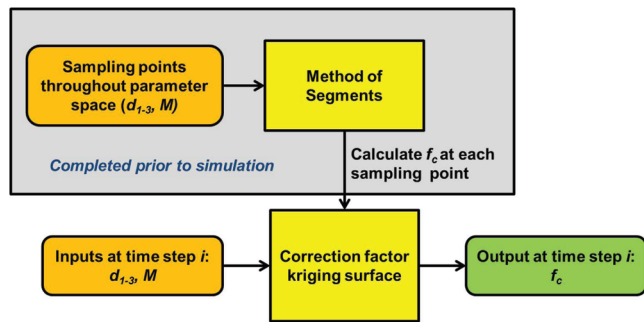 Sampling points
throughout parameter
space (d1-3, M)
Method of
Segments
Completed prior to simulation
Calculate fc at each
sampling point
Inputs at time step i:
d1-3, M
Correction factor
kriging surface
Output at time step i:
fc